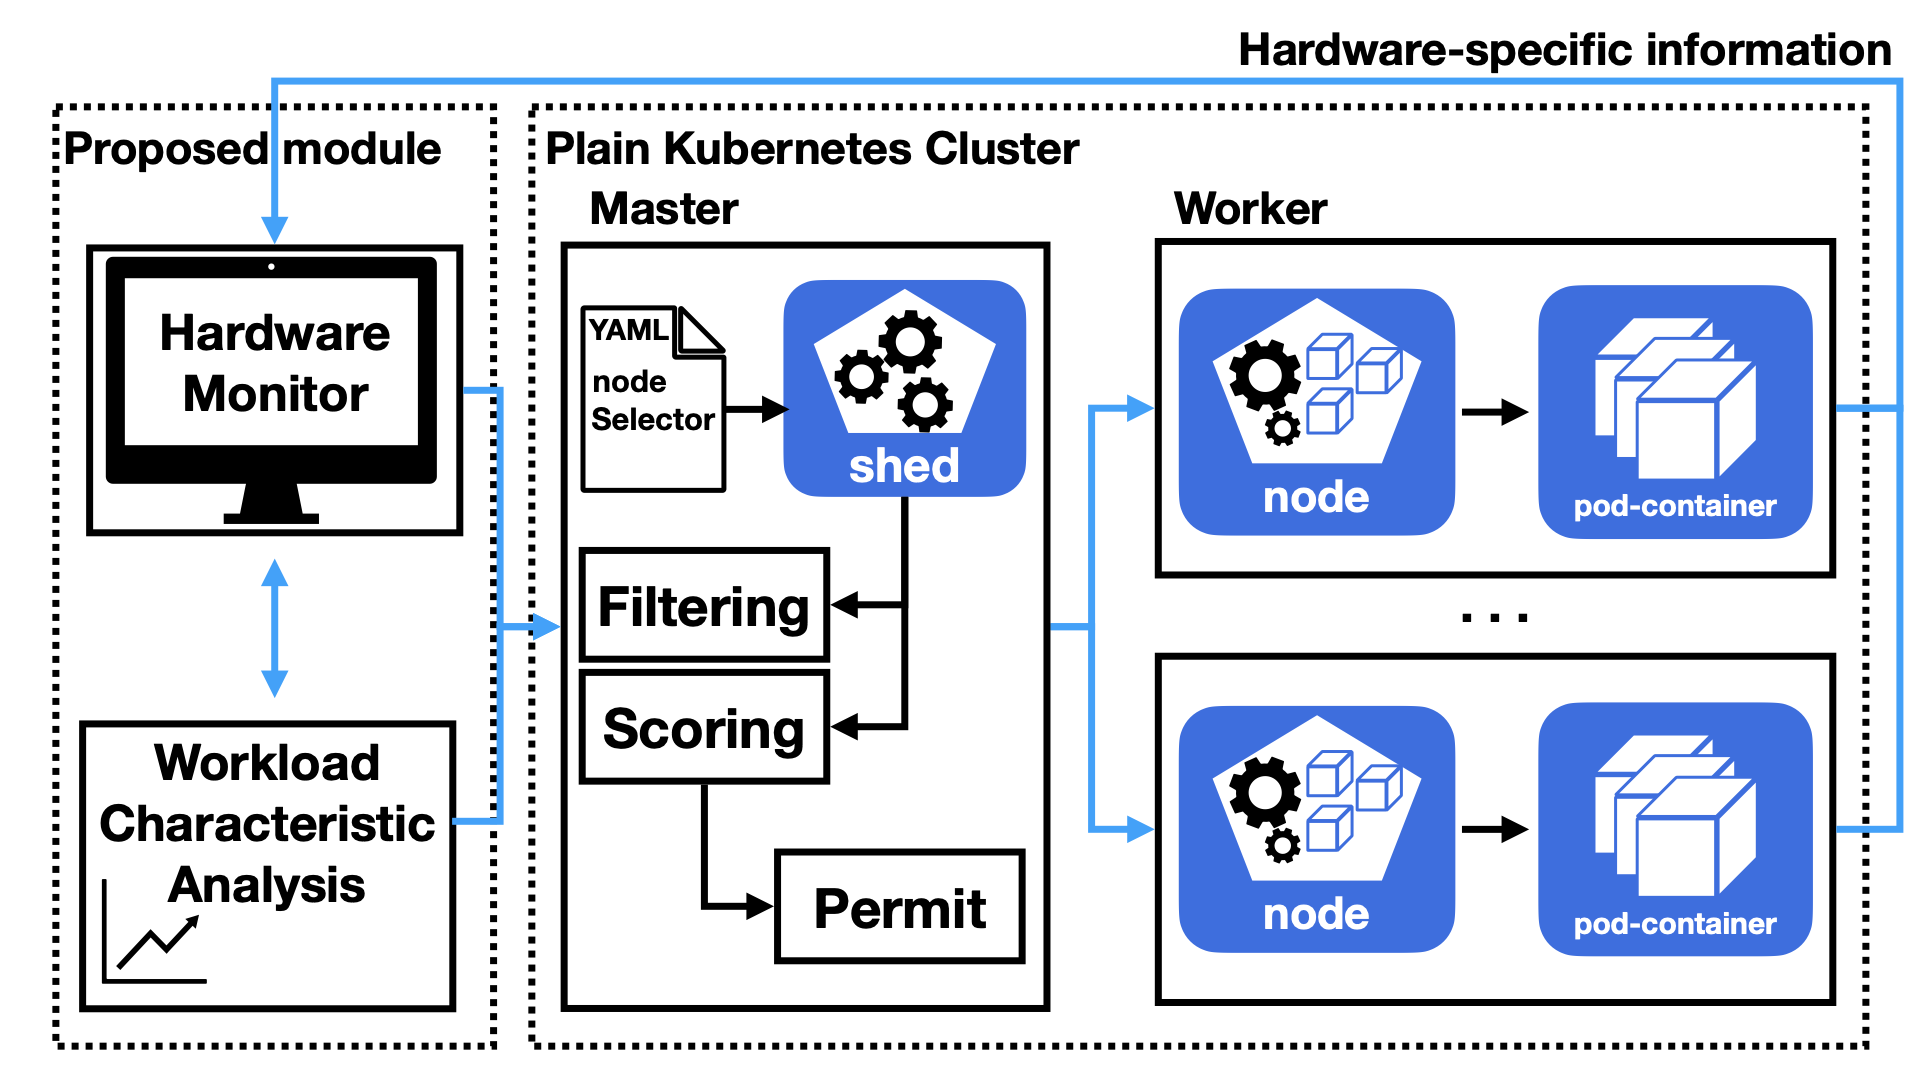 Hardware-specific information
Proposed module
Hardware
Monitor
Workload
Characteristic
Analysis
Plain Kubernetes Cluster
Master
YAML
node
Selector
shed
Filtering
Scoring
Permit
Worker
node
pod-container
...
node
pod-container